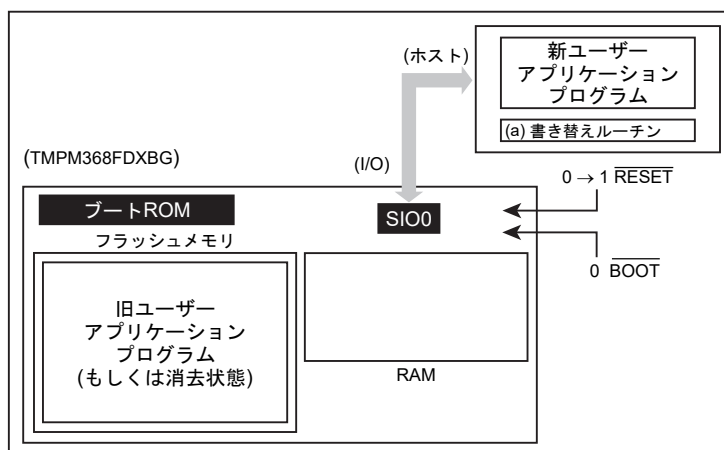 (ホスト)
新ユーザー
アプリケーション
プログラム
(a) 書き替えルーチン
(TMPM368FDXBG)
(I/O)
0 → 1 RESET
ブートROM
SIO0
フラッシュメモリ
0 BOOT
旧ユーザー
アプリケーション
プログラム
(もしくは消去状態)
RAM